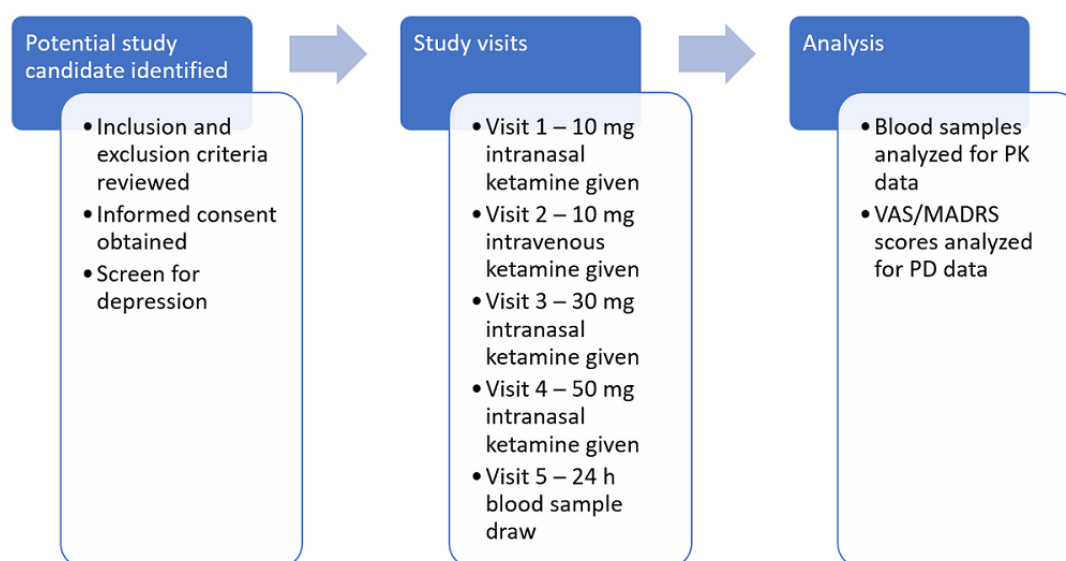 Potential study
candidate identified
• Inclusion and
exclusion criteria
reviewed
• Informed consent
obtained
• Screen for
depression
Study visits
• Visit 1 – 10 mg
intranasal
ketamine given
• Visit 2 – 10 mg
intravenous
ketamine given
• Visit 3 – 30 mg
intranasal
ketamine given
• Visit 4 – 50 mg
intranasal
ketamine given
• Visit 5 – 24 h
blood sample
draw
Analysis
• Blood samples
analyzed for PK
data
• VAS/MADRS
scores analyzed
for PD data